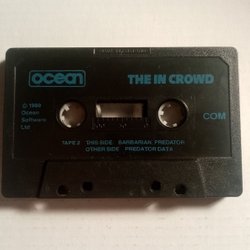 ocean
THE IN CROWD
© 1988
Ocean
Software
Ltd
COM
TAPE 2 THIS SIDE BARBARIAN PREDATOR
OTHER SIDE PREDATOR DATA